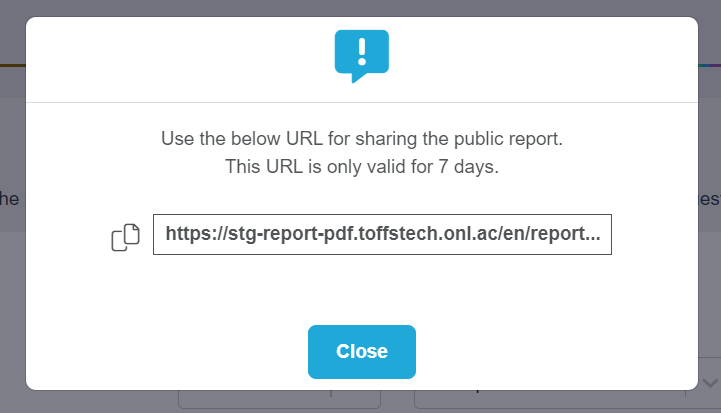 Use the below URL for sharing the public report.
This URL is only valid for 7 days.
he
https://stg-report-pdf.toffstech.onl.ac/en/report...
Close